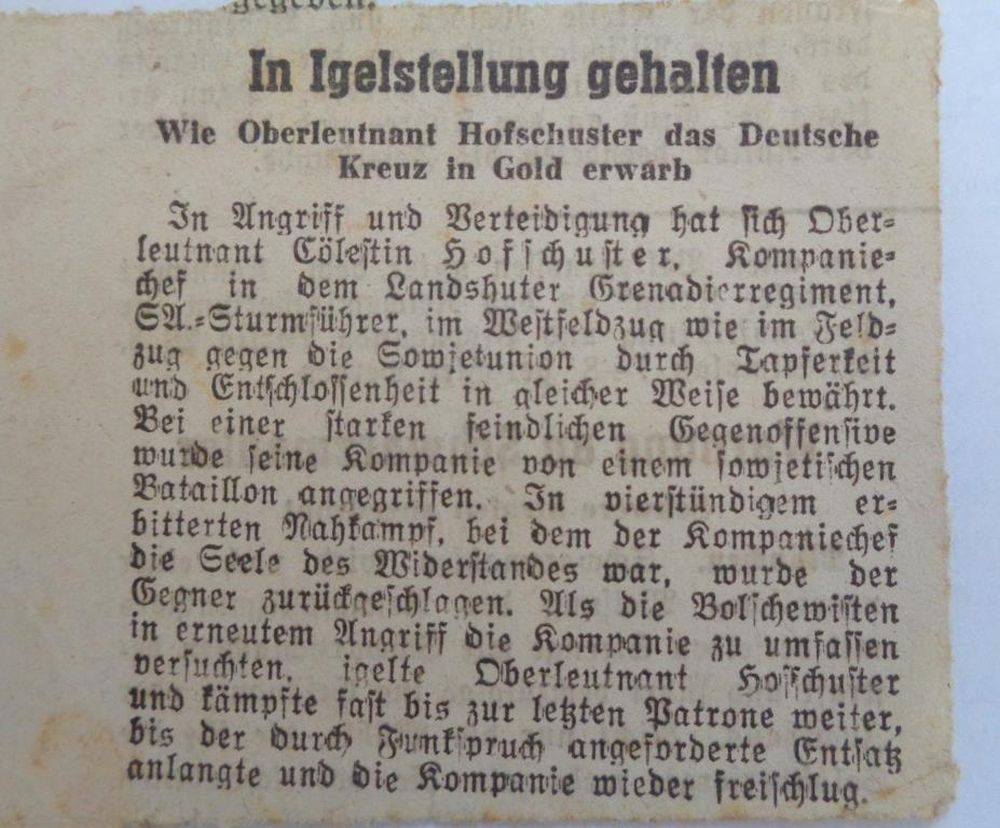 gegeben.
In Igelstellung gehalten
Wie Oberleutnant Hofschuster das Deutsche
Kreuz in Gold erwarb
In Angriff und Verteidigung hat sich Ober-
leutnant Cölestin Hofschuster, Kompanie-
chef in dem Landshuter Grenadierregiment,
SA.-Sturmführer, im Westfeldzug wie im Feld-
zug gegen die Sowjetunion durch Tapferkeit
und Entschlossenheit in gleicher Weise bewährt.
Bei einer starken feindlichen Gegenoffensive
wurde seine Kompanie von einem sowjetischen
Bataillon angegriffen. In vierstündigem er-
bitterten Nahkampf, bei dem der Kompaniechef
die Seele des Widerstandes war, wurde der
Gegner zurückgeschlagen. Als die Bolschewisten
in erneutem Angriff die Kompanie zu umfassen
versuchten, igelte Oberleutnant Hofschuster
und kämpfte fast bis zur letzten Patrone weiter,
bis der durch Funkspruch angeforderte Entsatz
anlangte und die Kompanie wieder freischlug.